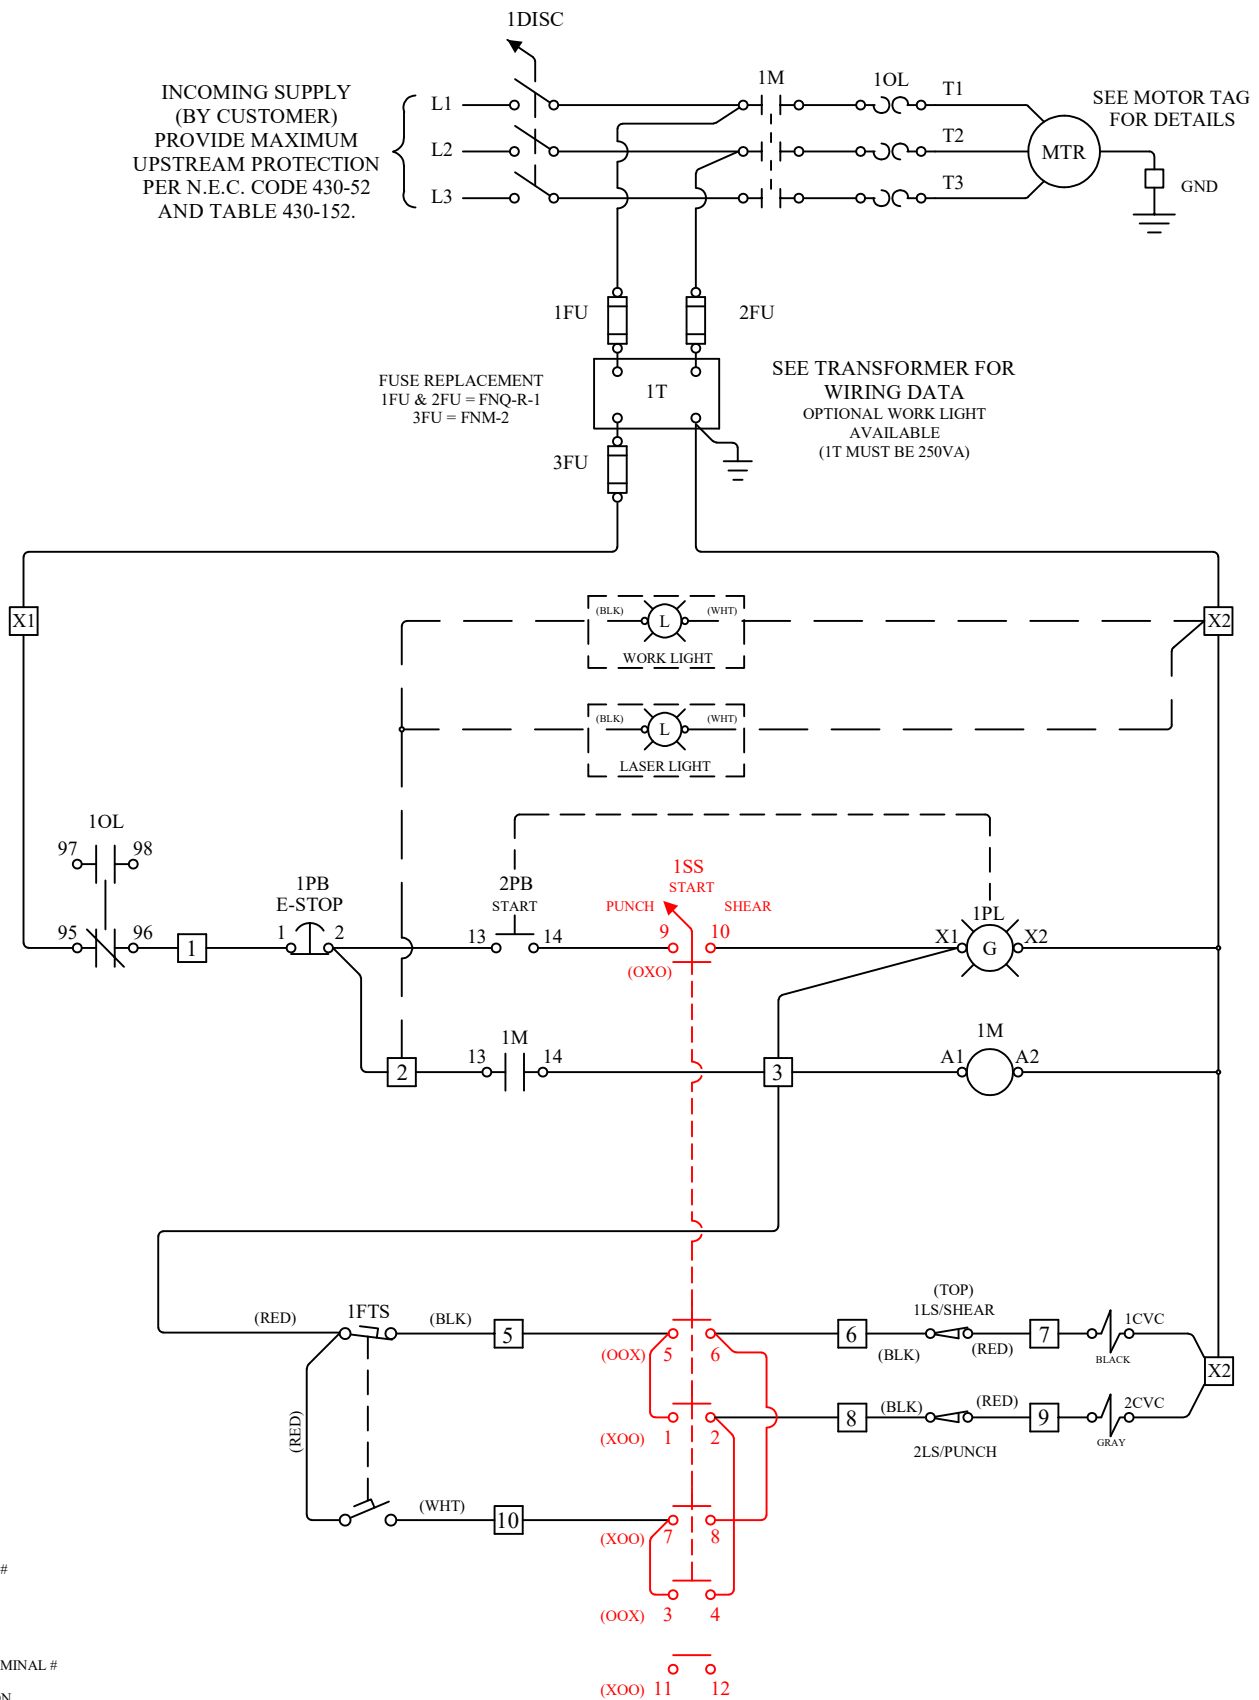 1DISC
INCOMING SUPPLY
(BY CUSTOMER)
PROVIDE MAXIMUM
UPSTREAM PROTECTION
PER N.E.C. CODE 430-52
AND TABLE 430-152.
L1
L2
L3
1M
1OL
T1
T2
T3
MTR
SEE MOTOR TAG
FOR DETAILS
GND
1FU
2FU
FUSE REPLACEMENT
1FU & 2FU = FNQ-R-1
3FU = FNM-2
1T
SEE TRANSFORMER FOR
WIRING DATA
OPTIONAL WORK LIGHT
AVAILABLE
(1T MUST BE 250VA)
3FU
X1
(BLK)
L
(WHT)
WORK LIGHT
X2
(BLK)
L
(WHT)
LASER LIGHT
1OL
97
98
95
96
1
1PB
E-STOP
1
2
2PB
START
13
14
1SS
START
PUNCH
SHEAR
9
10
(OXO)
1PL
X1
G
X2
2
1M
13
14
3
1M
A1
A2
(RED)
1FTS
(BLK)
5
(OOX)
5
6
6
(BLK)
(TOP)
1LS/SHEAR
(RED)
7
1CVC
BLACK
X2
(RED)
(XOO)
1
2
8
(BLK)
(RED)
2LS/PUNCH
9
2CVC
GRAY
(WHT)
10
(XOO)
7
8
(OOX)
3
4
(XOO)
11
12
#
MINAL #
ON